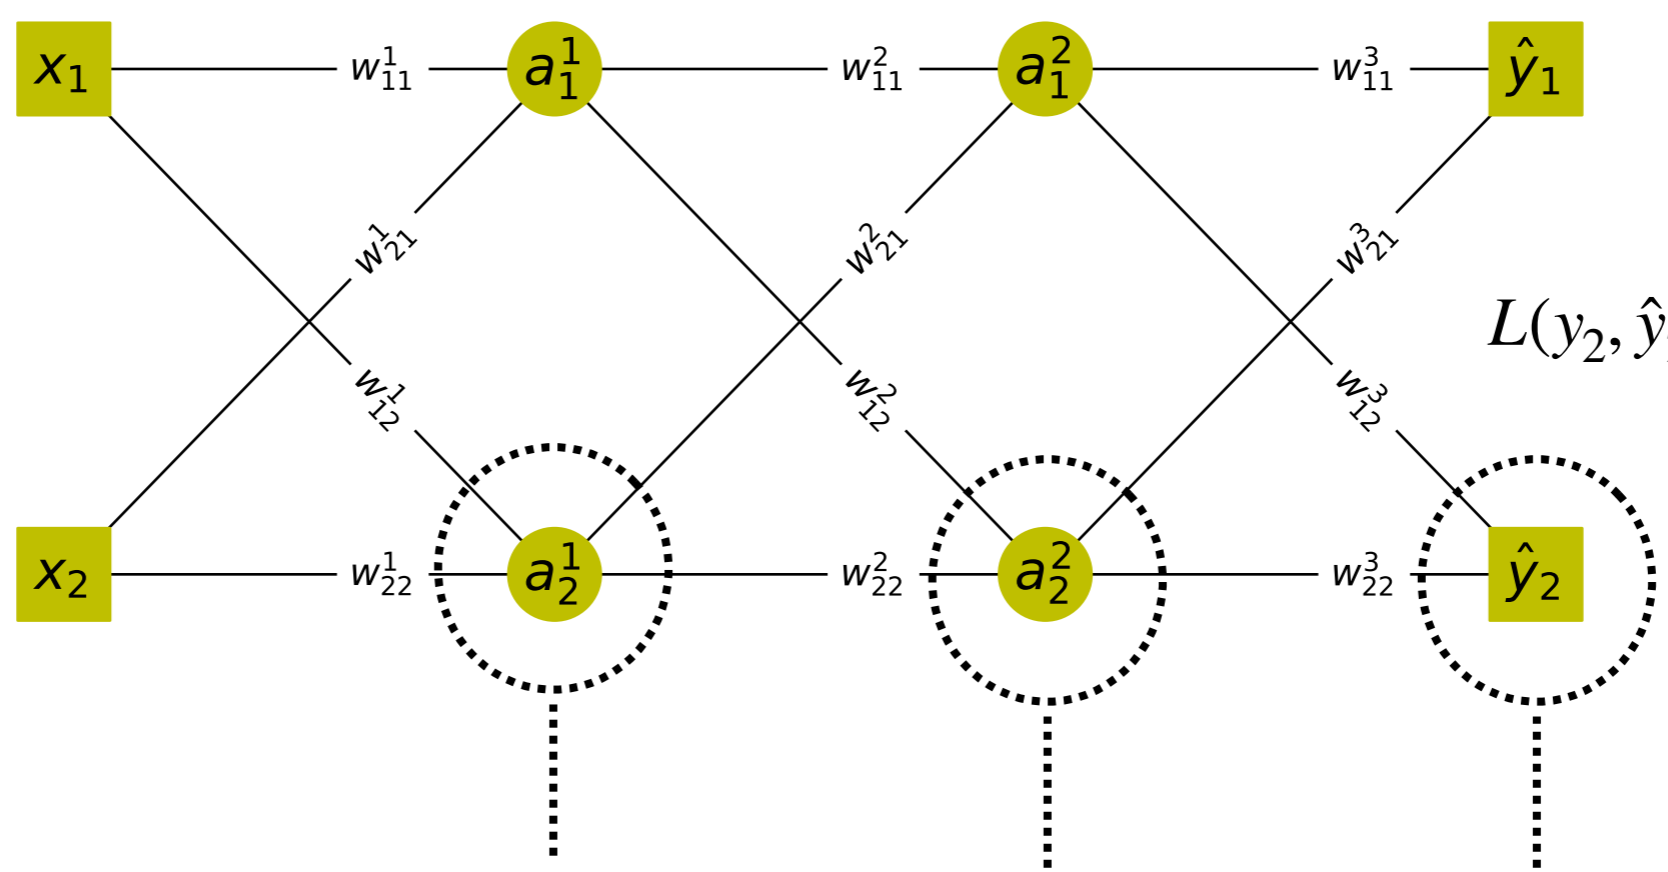 x₁ w¹₁₁ a¹₁ w²₁₁ a²₁ w³₁₁ ŷ₁
w¹₂₁ w²₂₁ w³₂₁
L(y₂, ŷ
w¹₁₂ w²₁₂ w³₁₂
x₂ w¹₂₂ a¹₂ w²₂₂ a²₂ w³₂₂ ŷ₂